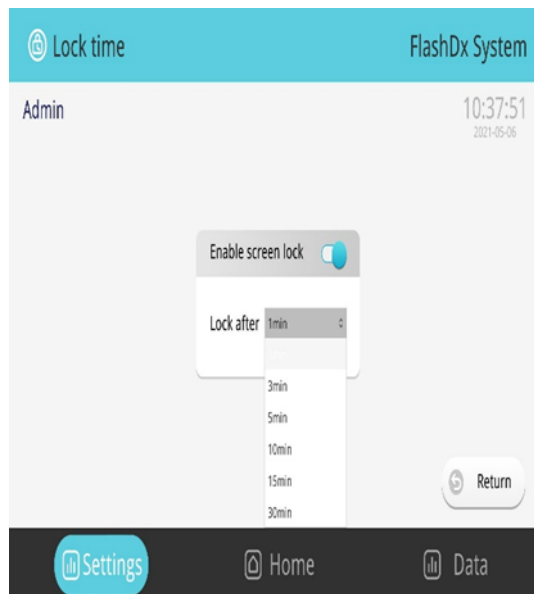 Lock time
FlashDx System
Admin
10:37:51
2021-05-06
Enable screen lock
Lock after 1min
3min
5min
10min
15min
30min
Return
Settings
Home
Data